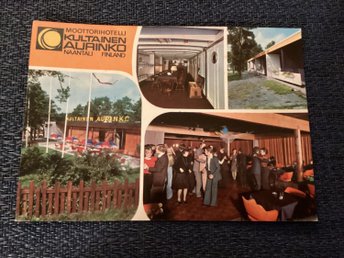 MOOTTORIHOTELLI
KULTAINEN
AURINKO
NAANTALI FINLAND
KULTAINEN AURINKO